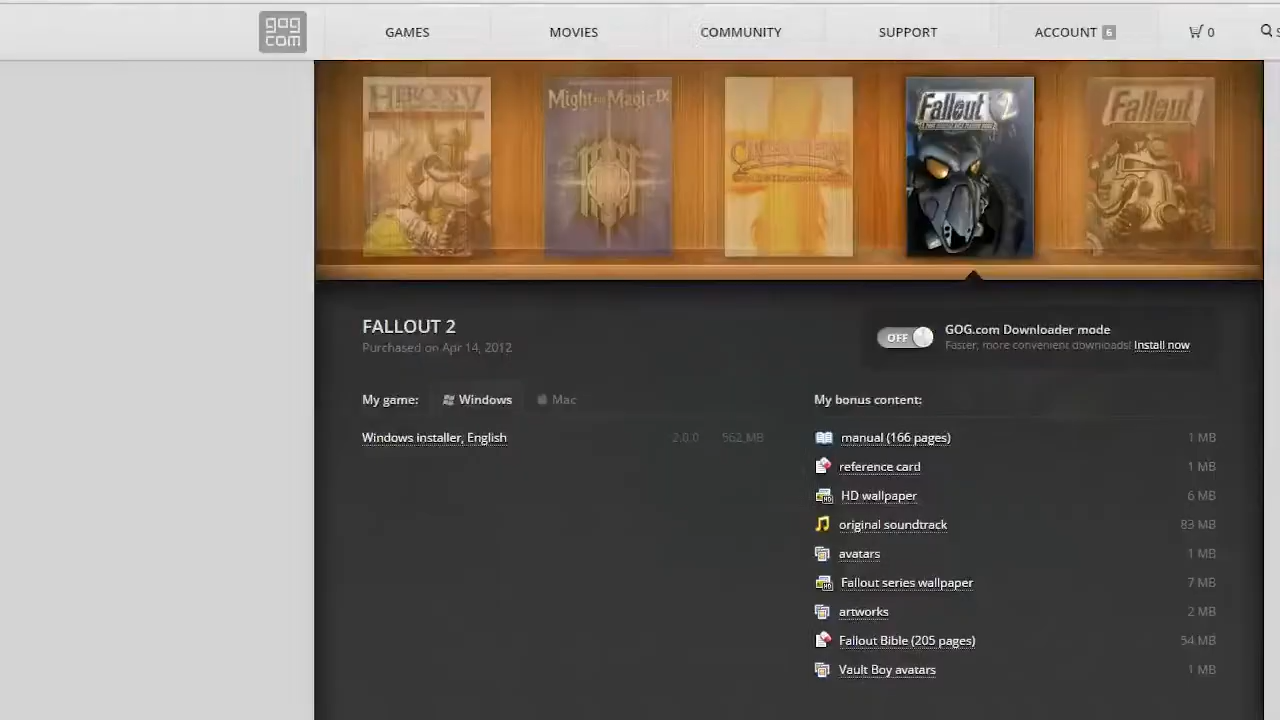 gog
com
GAMES
MOVIES
COMMUNITY
SUPPORT
ACCOUNT 6
0
HEROES V
Might and Magic IX
Fallout 2
Fallout
FALLOUT 2
Purchased on Apr 14, 2012
OFF
GOG.com Downloader mode
Faster, more convenient downloads! Install now
My game:
Windows
Mac
Windows installer, English 2.0.0 562 MB
My bonus content:
manual (166 pages) 1 MB
reference card 1 MB
HD wallpaper 6 MB
original soundtrack 83 MB
avatars 1 MB
Fallout series wallpaper 7 MB
artworks 2 MB
Fallout Bible (205 pages) 54 MB
Vault Boy avatars 1 MB